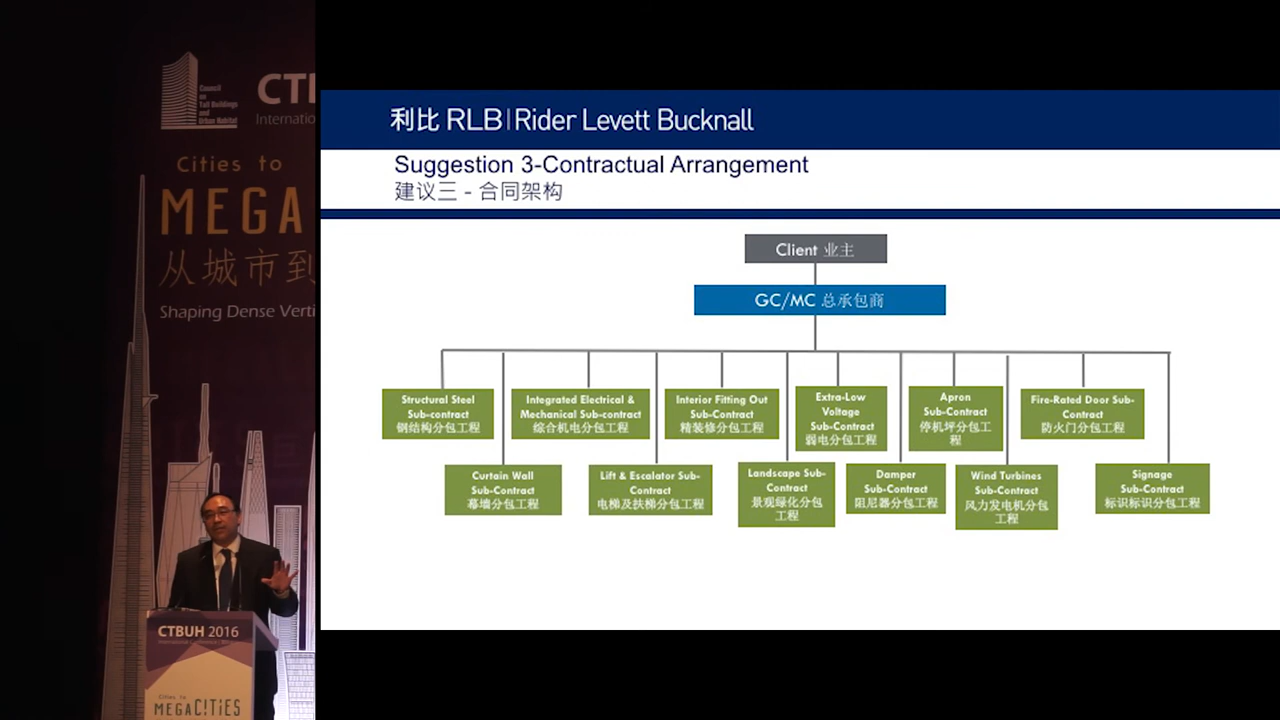 Council
on
Tall Buildings
and
Urban Habitat
CTB
Internatio
Cities to
MEGA
从城市到
Shaping Dense Verti
CTBUH 2016
Cities to
MEGACITIES
利比 RLB|Rider Levett Bucknall
Suggestion 3-Contractual Arrangement
建议三 - 合同架构
Client 业主
GC/MC 总承包商
Structural Steel
Sub-contract
钢结构分包工程
Integrated Electrical &
Mechanical Sub-contract
综合机电分包工程
Interior Fitting Out
Sub-Contract
精装修分包工程
Extra-Low
Voltage
Sub-Contract
弱电分包工程
Apron
Sub-Contract
停机坪分包工
程
Fire-Rated Door Sub-
Contract
防火门分包工程
Curtain Wall
Sub-Contract
幕墙分包工程
Lift & Escalator Sub-
Contract
电梯及扶梯分包工程
Landscape Sub-
Contract
景观绿化分包
工程
Damper
Sub-Contract
阻尼器分包工程
Wind Turbines
Sub-Contract
风力发电机分包
工程
Signage
Sub-Contract
标识标识分包工程